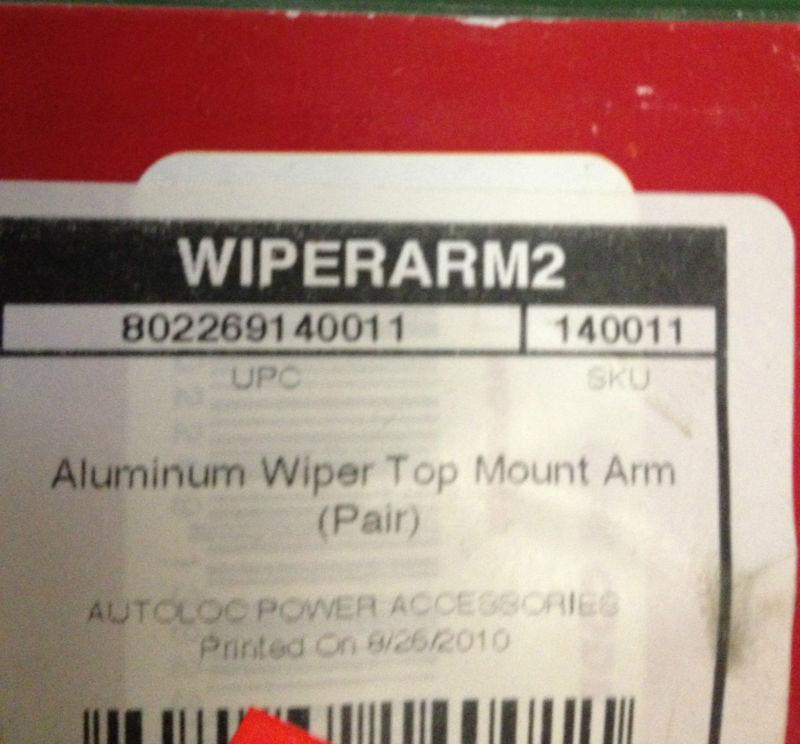 WIPERARM2
802269140011 140011
UPC SKU
Aluminum Wiper Top Mount Arm
(Pair)
AUTOLOC POWER ACCESSORIES
Printed On 8/26/2010